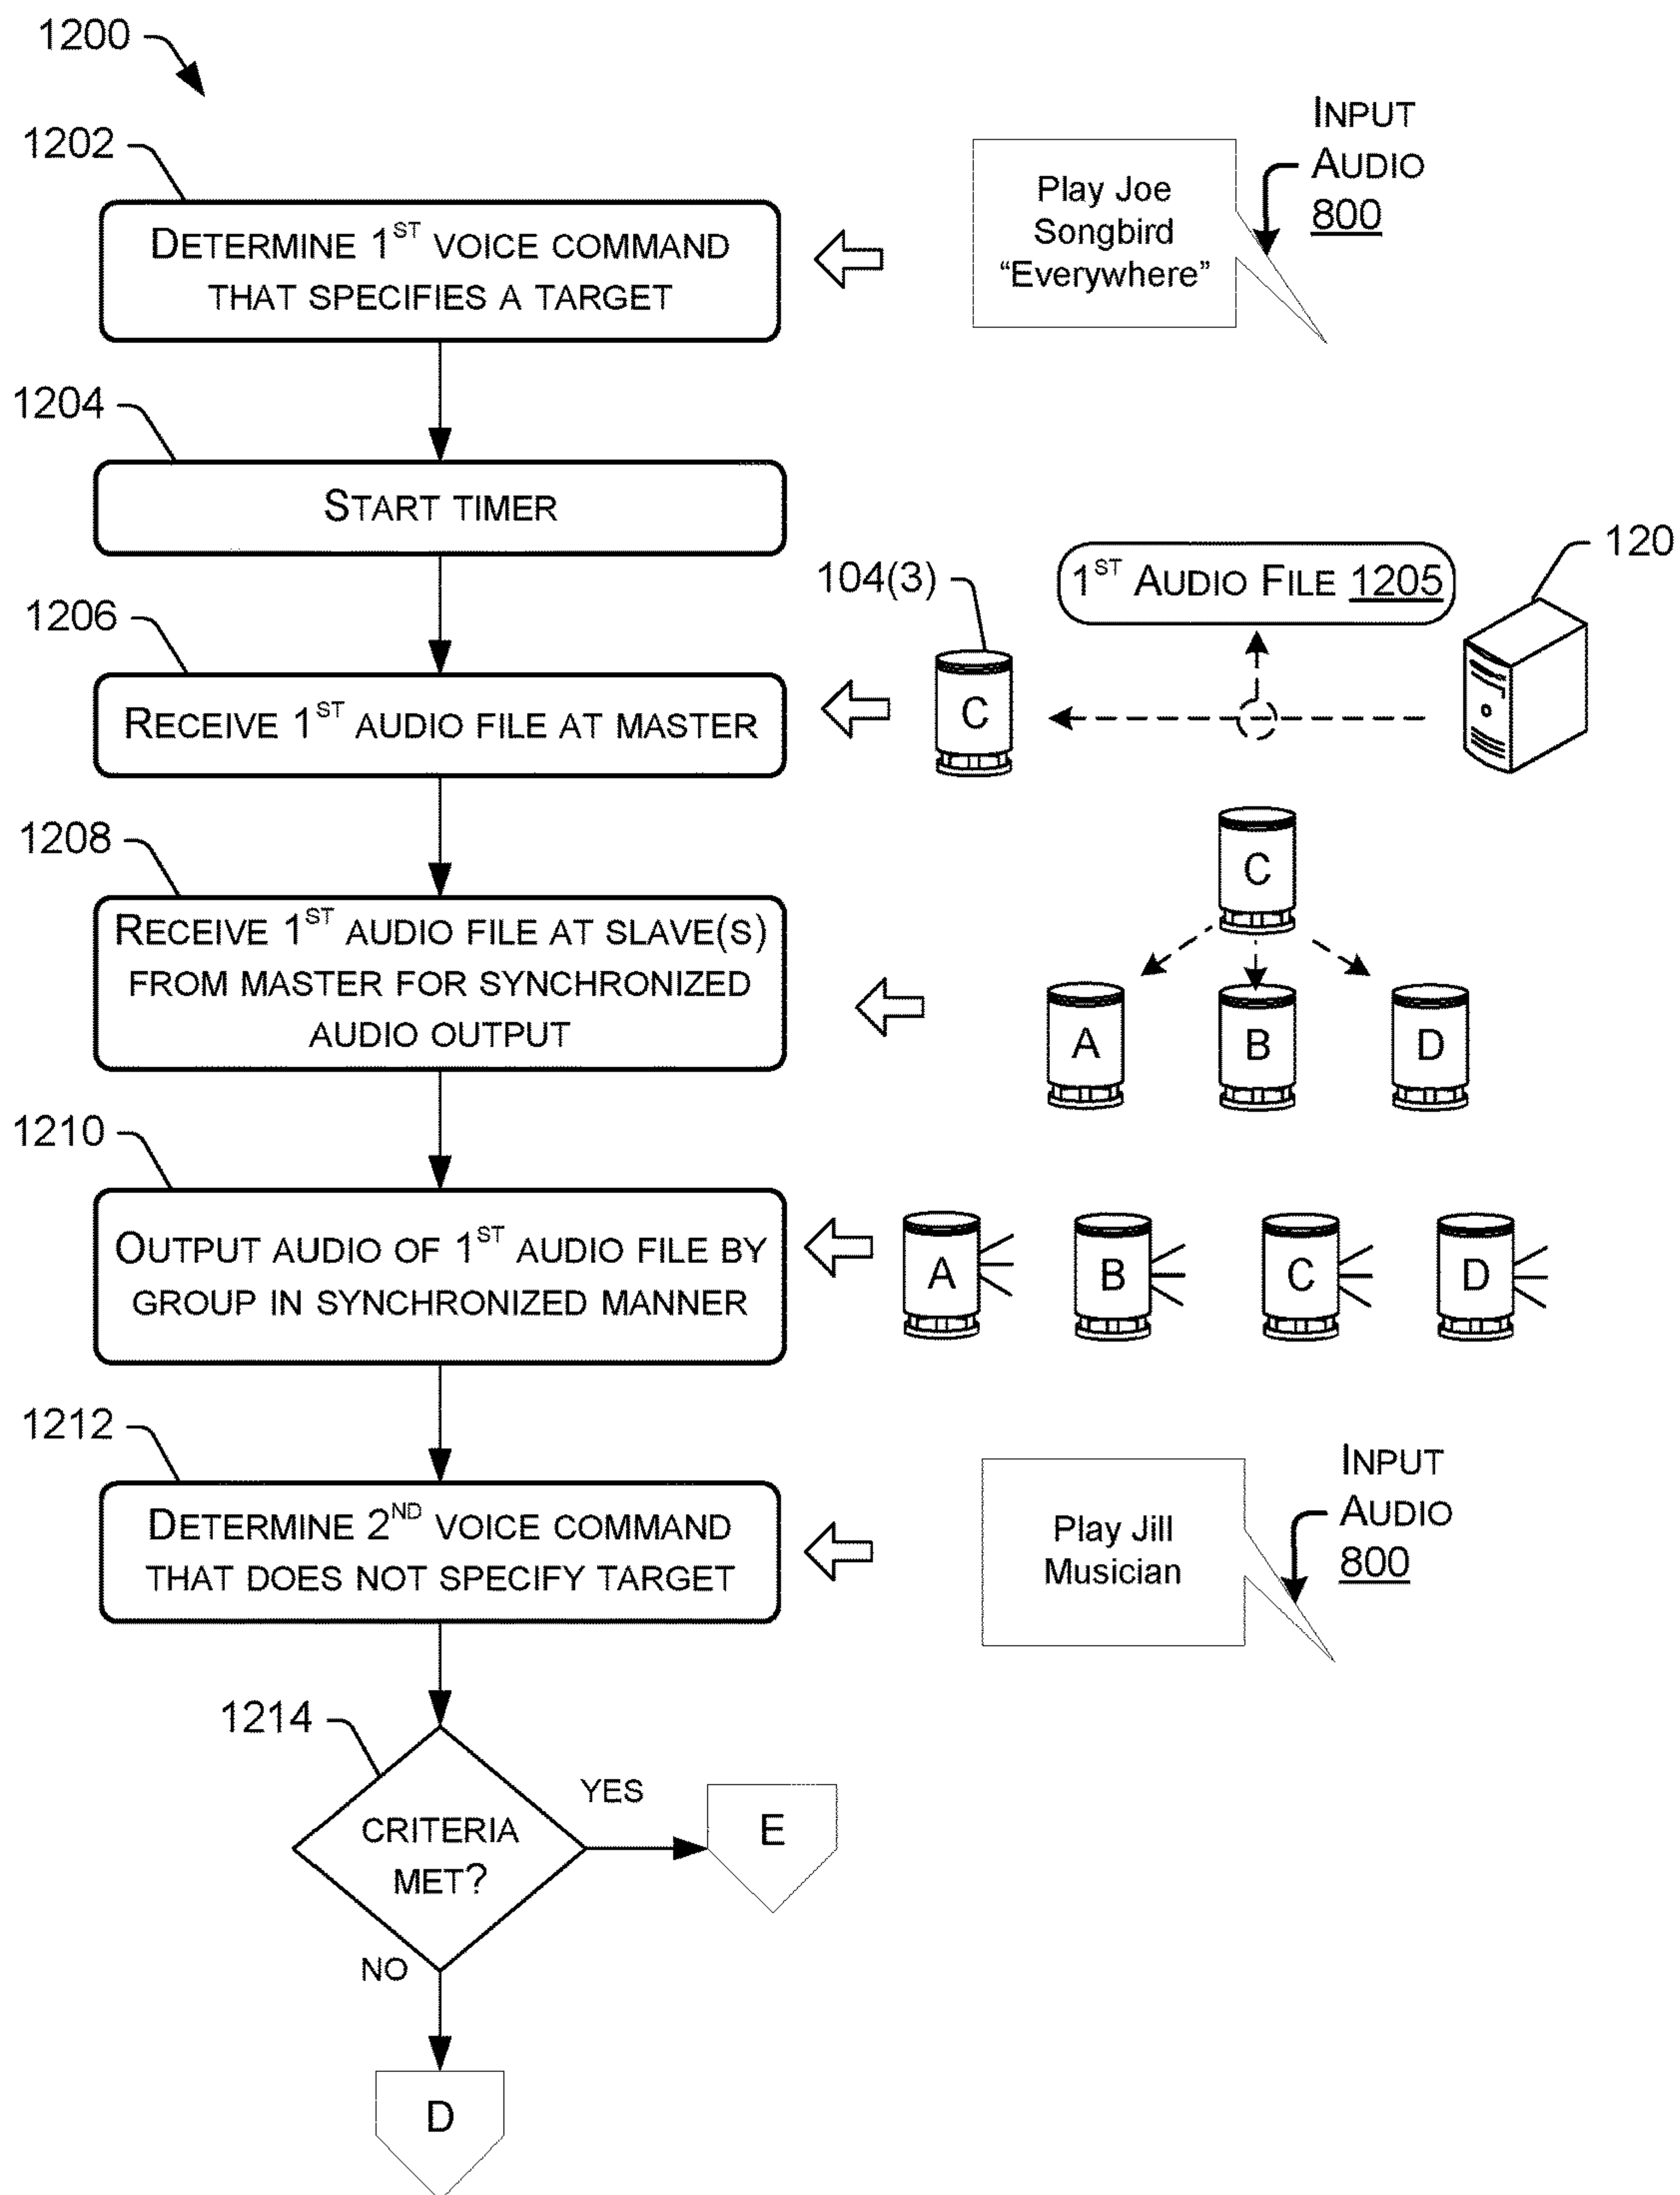 1200
1202
DETERMINE 1ST VOICE COMMAND
THAT SPECIFIES A TARGET
Play Joe
Songbird
“Everywhere”
INPUT
AUDIO
800
1204
START TIMER
1206
RECEIVE 1ST AUDIO FILE AT MASTER
104(3)
C
1ST AUDIO FILE 1205
120
1208
RECEIVE 1ST AUDIO FILE AT SLAVE(S)
FROM MASTER FOR SYNCHRONIZED
AUDIO OUTPUT
C
A B D
1210
OUTPUT AUDIO OF 1ST AUDIO FILE BY
GROUP IN SYNCHRONIZED MANNER
A B C D
1212
DETERMINE 2ND VOICE COMMAND
THAT DOES NOT SPECIFY TARGET
Play Jill
Musician
INPUT
AUDIO
800
1214
CRITERIA
MET?
YES
E
NO
D